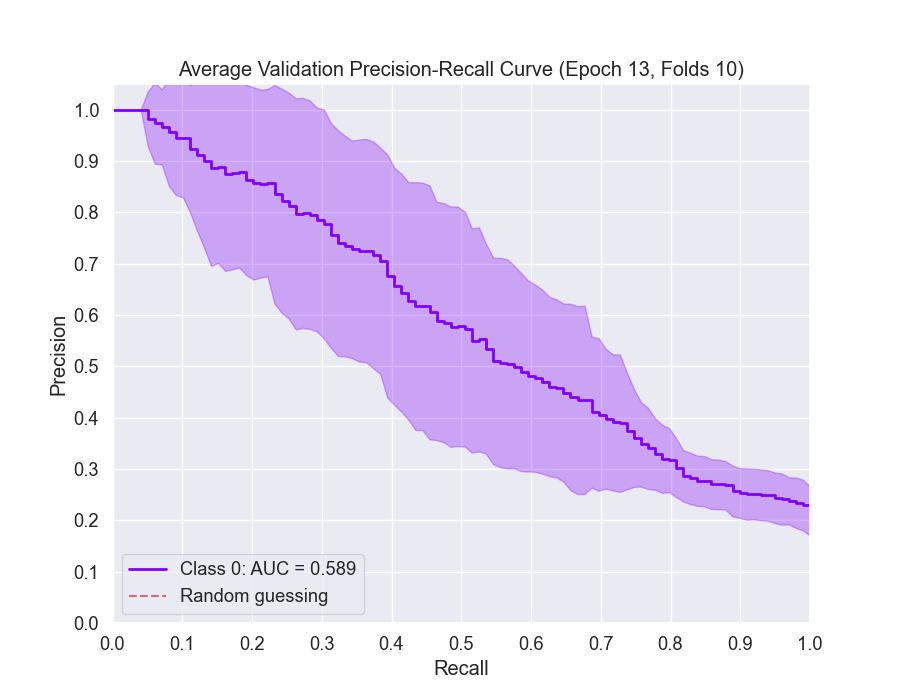 Average Validation Precision-Recall Curve (Epoch 13, Folds 10)
1.0
0.9
0.8
0.7
0.6
0.5
0.4
0.3
0.2
0.1
0.0
Precision
Class 0: AUC = 0.589
Random guessing
0.0 0.1 0.2 0.3 0.4 0.5 0.6 0.7 0.8 0.9 1.0
Recall